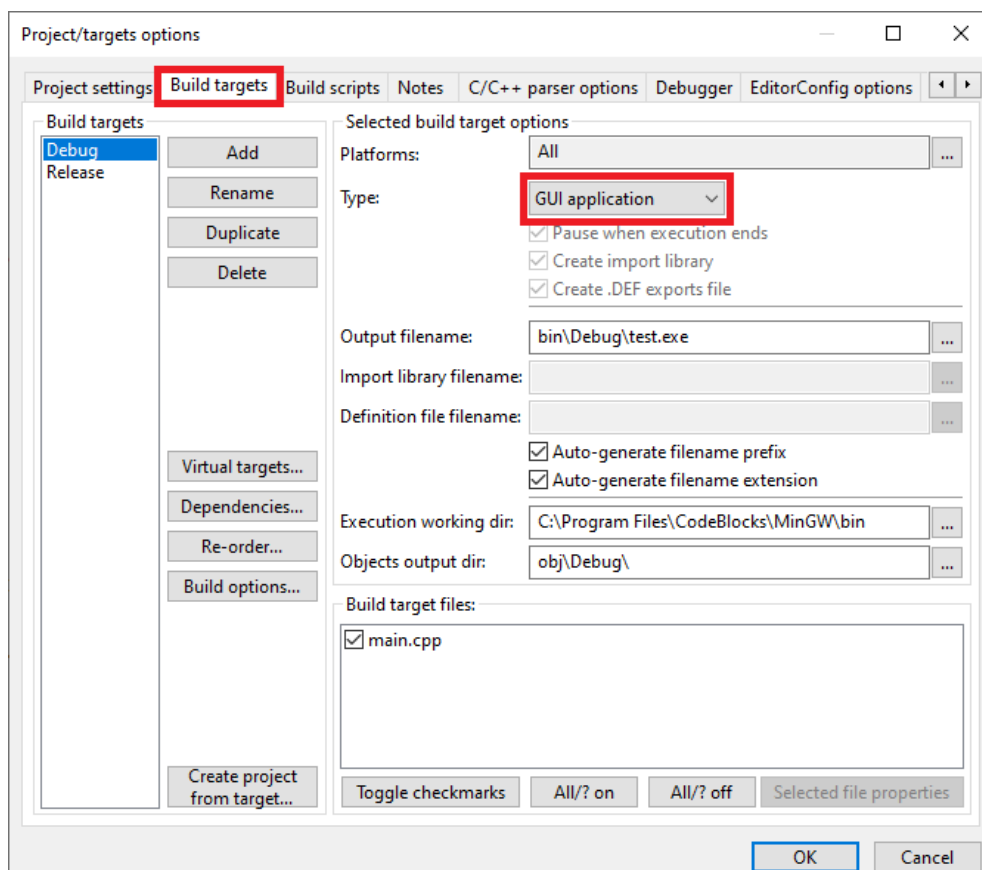 Project/targets options
Project settings Build targets Build scripts Notes C/C++ parser options Debugger EditorConfig options
Build targets
Debug
Release
Add
Rename
Duplicate
Delete
Virtual targets...
Dependencies...
Re-order...
Build options...
Create project
from target...
Selected build target options
Platforms: All ...
Type: GUI application
Pause when execution ends
Create import library
Create .DEF exports file
Output filename: bin\Debug\test.exe ...
Import library filename: ...
Definition file filename: ...
Auto-generate filename prefix
Auto-generate filename extension
Execution working dir: C:\Program Files\CodeBlocks\MinGW\bin ...
Objects output dir: obj\Debug\ ...
Build target files:
main.cpp
Toggle checkmarks All/? on All/? off Selected file properties
OK Cancel